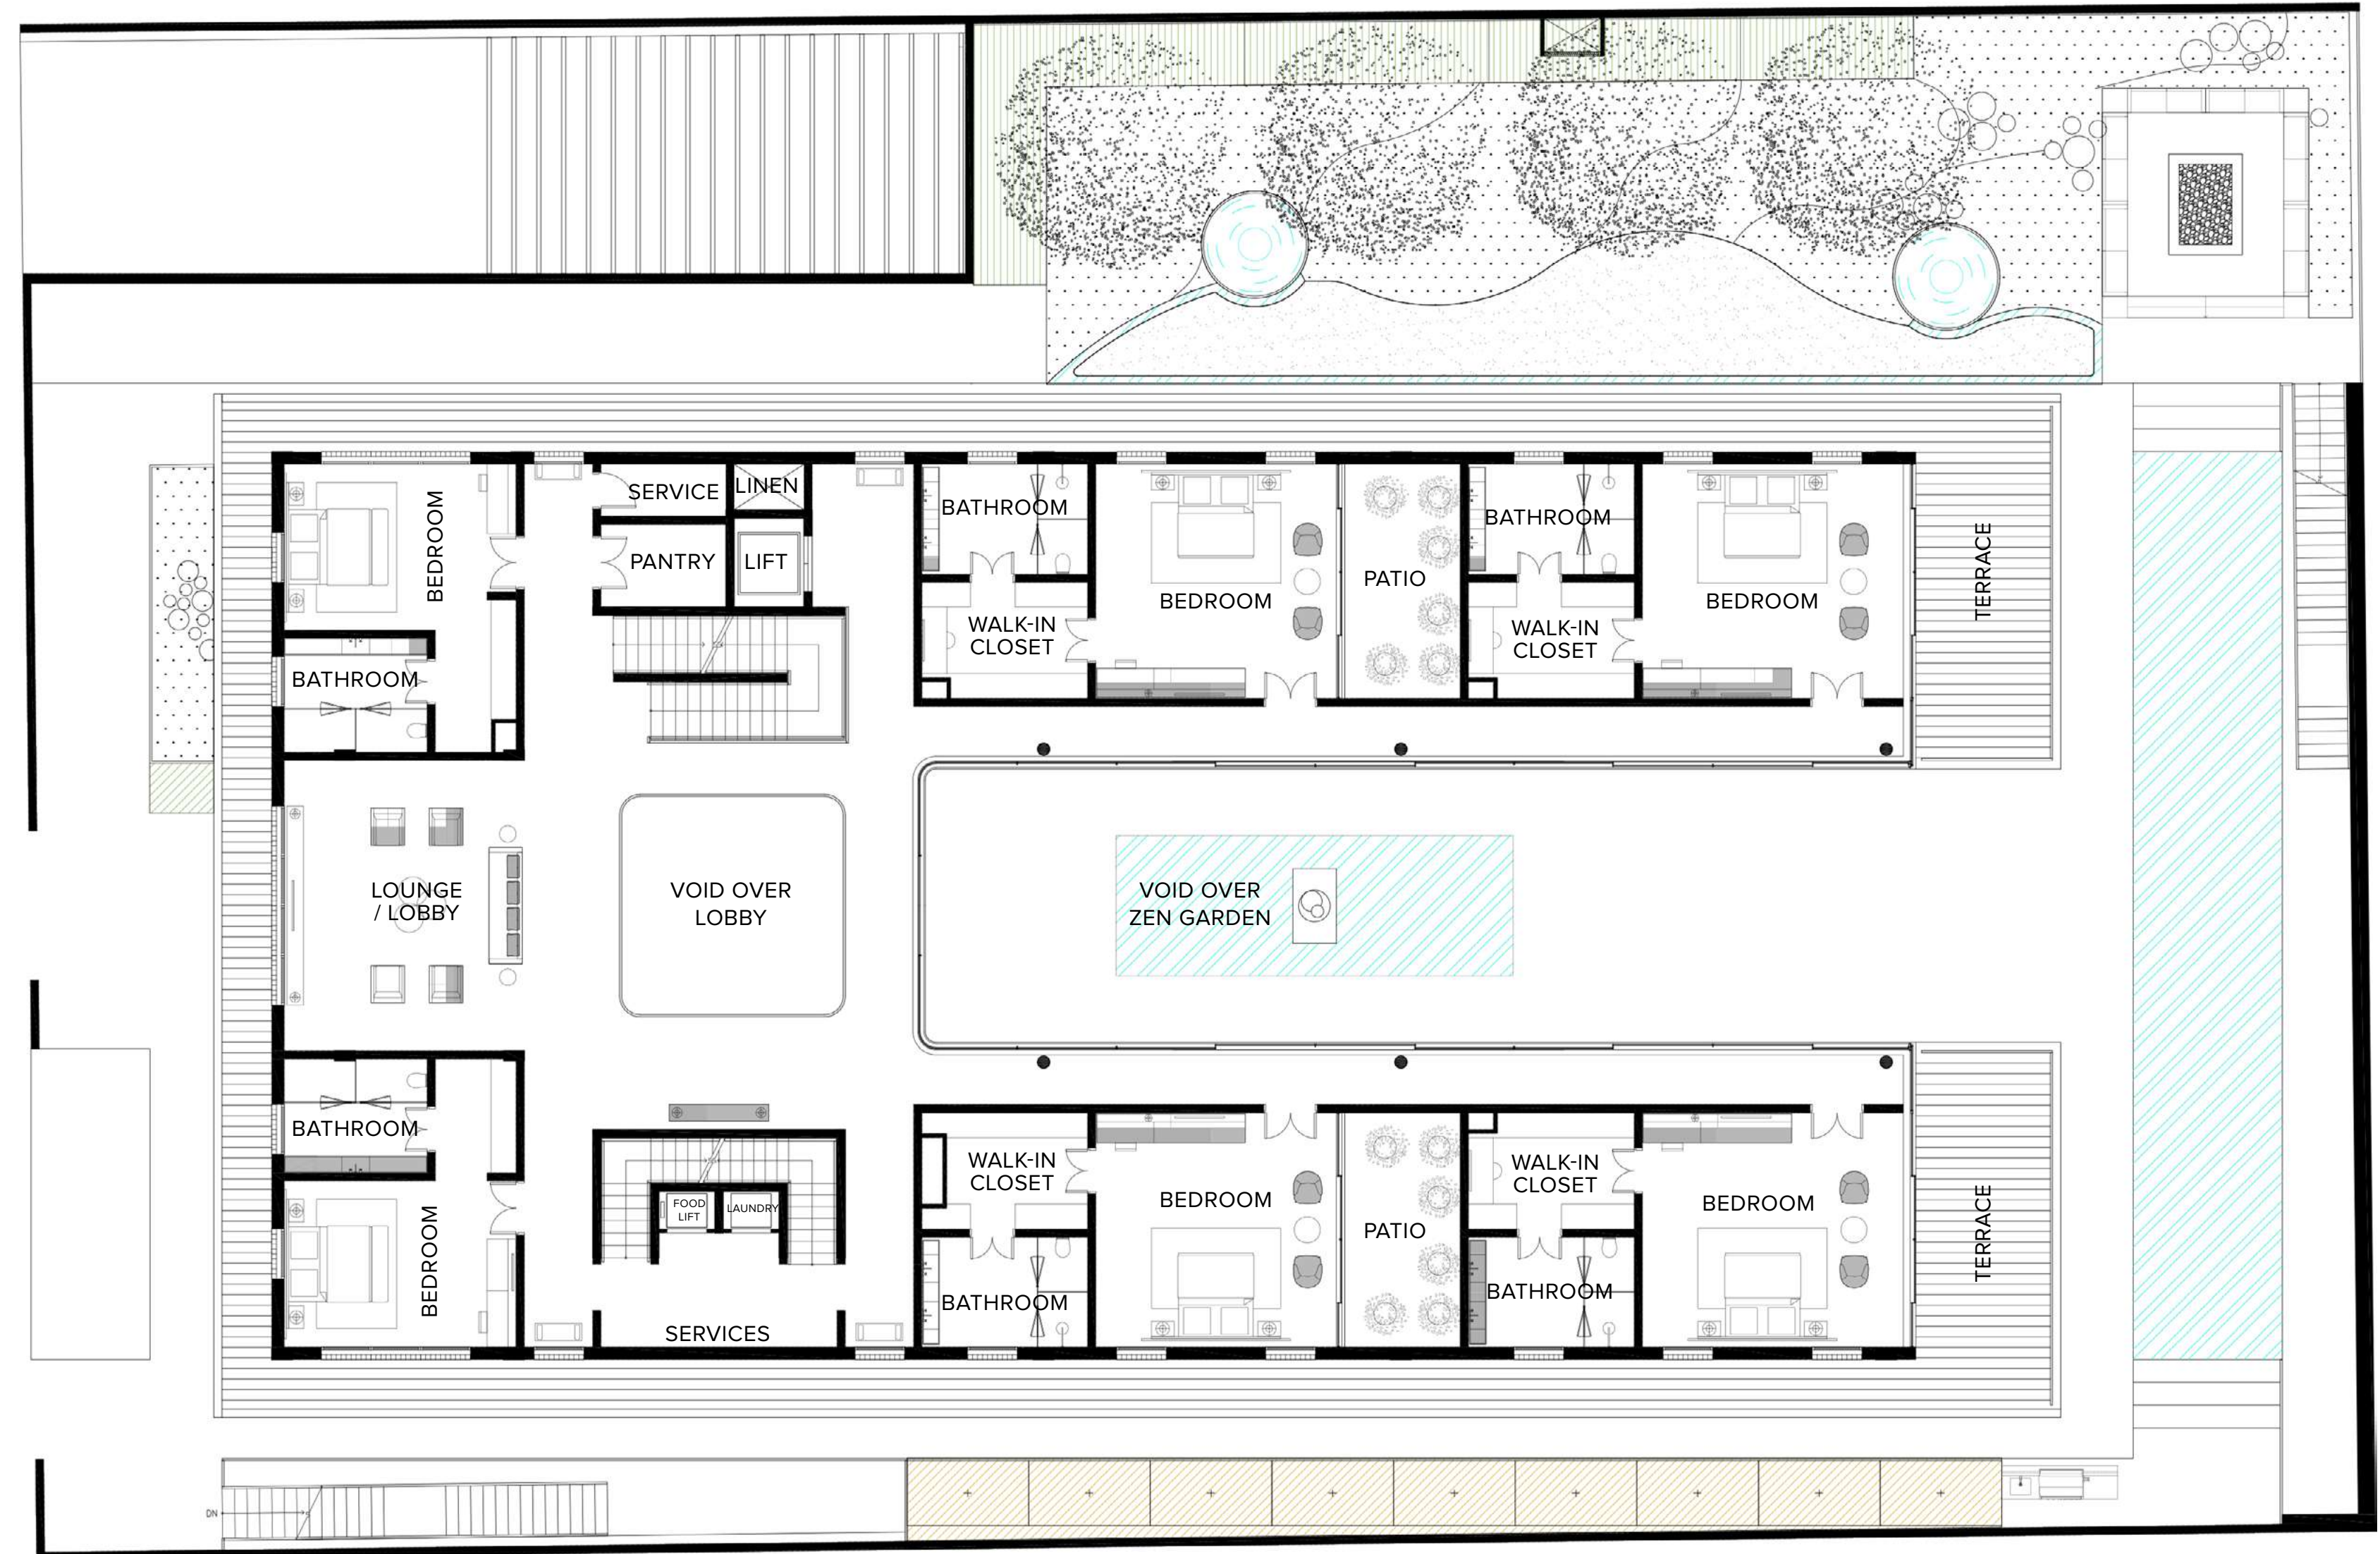 BEDROOM
SERVICE
LINEN
PANTRY
LIFT
BATHROOM
BATHROOM
WALK-IN
CLOSET
BEDROOM
PATIO
BATHROOM
WALK-IN
CLOSET
BEDROOM
TERRACE
LOUNGE
/ LOBBY
VOID OVER
LOBBY
VOID OVER
ZEN GARDEN
BATHROOM
BEDROOM
FOOD
LIFT
LAUNDRY
SERVICES
WALK-IN
CLOSET
BATHROOM
BEDROOM
PATIO
WALK-IN
CLOSET
BATHROOM
BEDROOM
TERRACE
DN